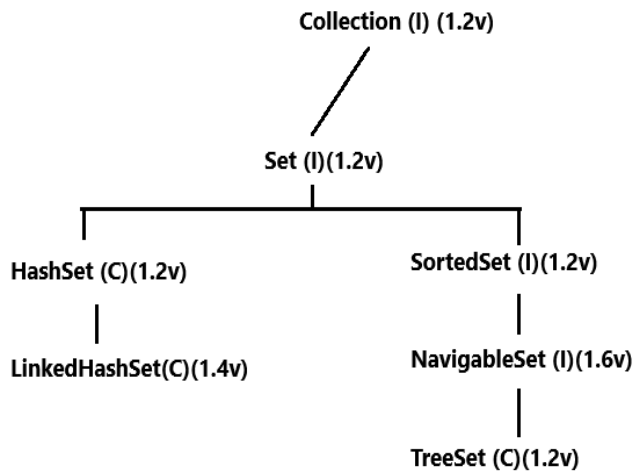 Collection (I) (1.2v)
Set (I)(1.2v)
HashSet (C)(1.2v)
SortedSet (I)(1.2v)
LinkedHashSet(C)(1.4v)
NavigableSet (I)(1.6v)
TreeSet (C)(1.2v)